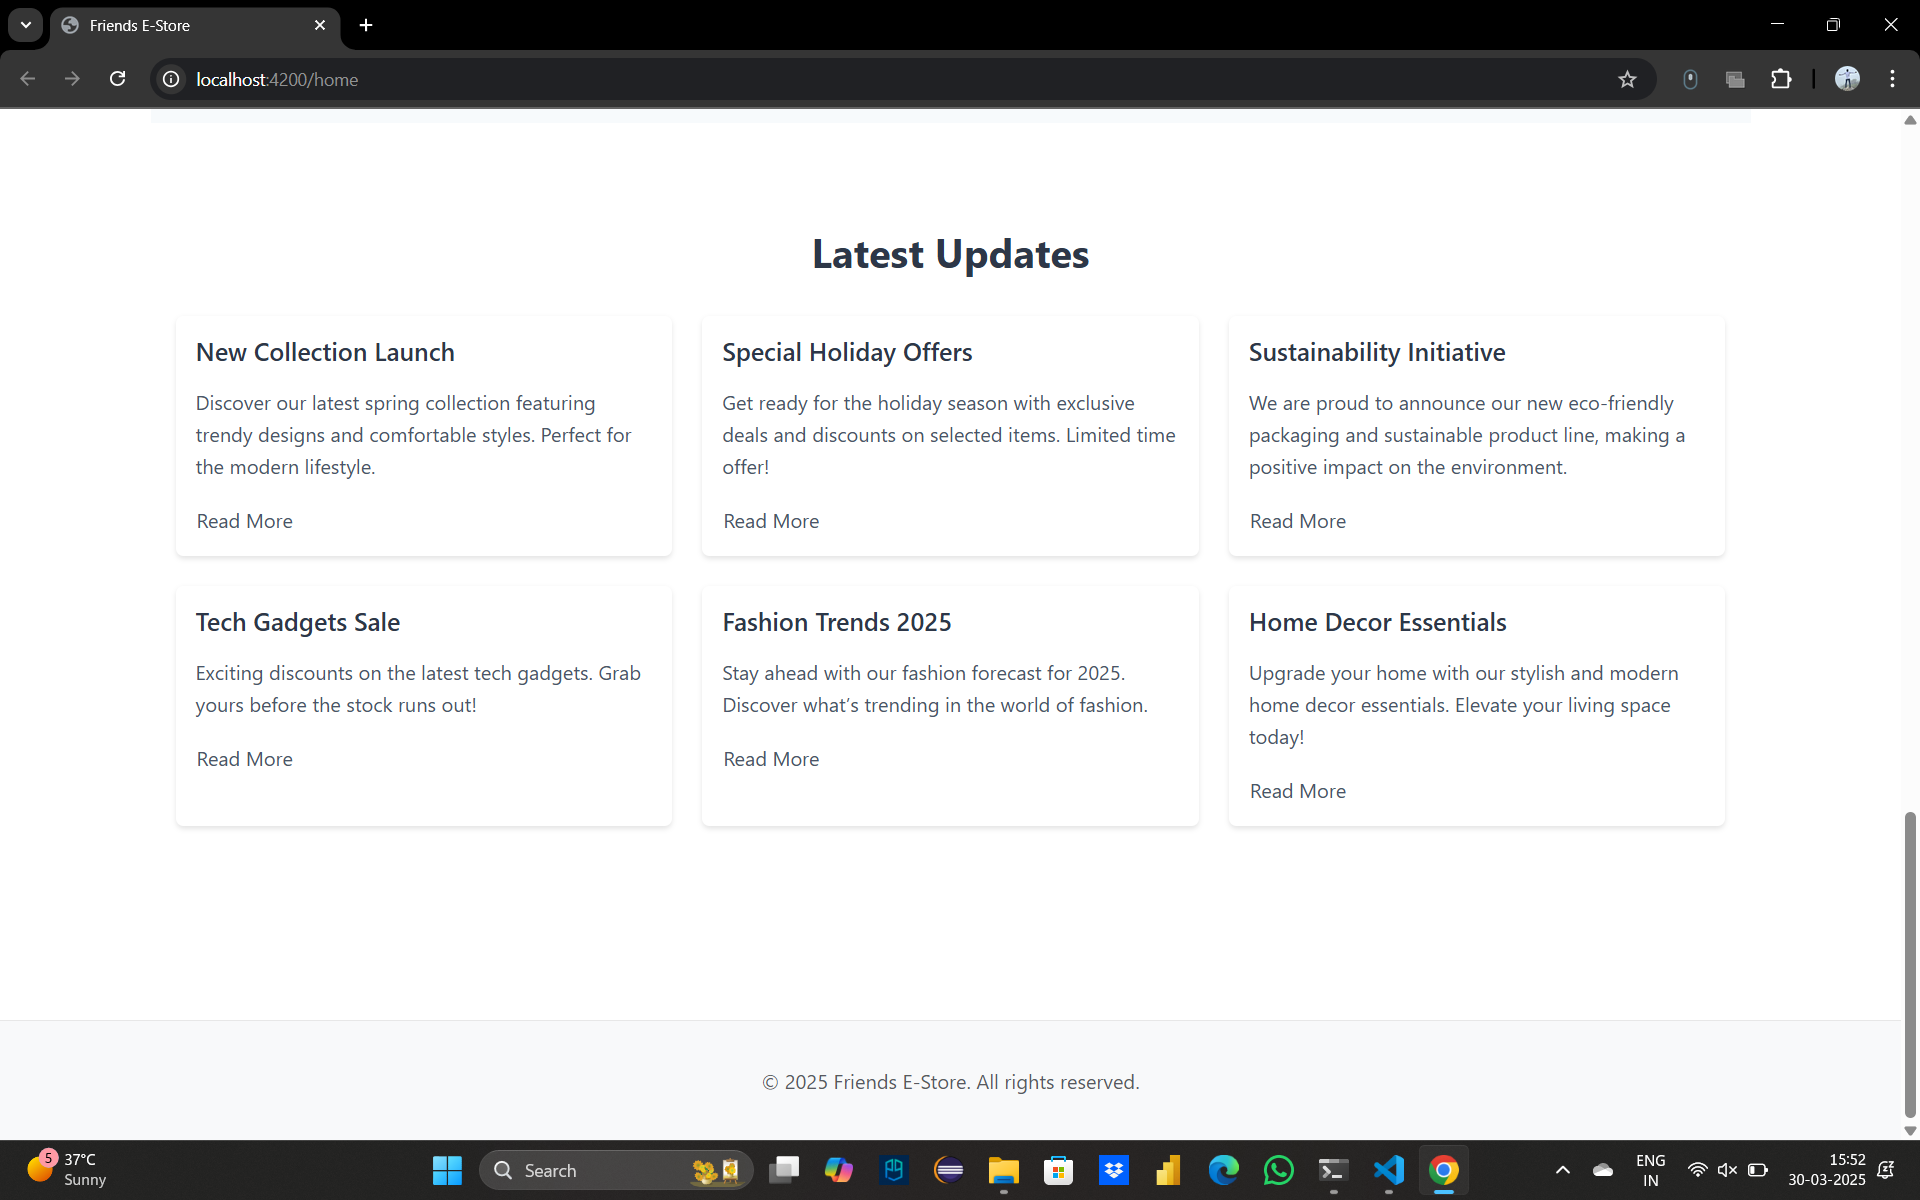 Friends E-Store
localhost:4200/home
Latest Updates
New Collection Launch
Discover our latest spring collection featuring
trendy designs and comfortable styles. Perfect for
the modern lifestyle.
Read More
Special Holiday Offers
Get ready for the holiday season with exclusive
deals and discounts on selected items. Limited time
offer!
Read More
Sustainability Initiative
We are proud to announce our new eco-friendly
packaging and sustainable product line, making a
positive impact on the environment.
Read More
Tech Gadgets Sale
Exciting discounts on the latest tech gadgets. Grab
yours before the stock runs out!
Read More
Fashion Trends 2025
Stay ahead with our fashion forecast for 2025.
Discover what’s trending in the world of fashion.
Read More
Home Decor Essentials
Upgrade your home with our stylish and modern
home decor essentials. Elevate your living space
today!
Read More
© 2025 Friends E-Store. All rights reserved.
5
37°C
Sunny
Search
ENG
IN
15:52
30-03-2025